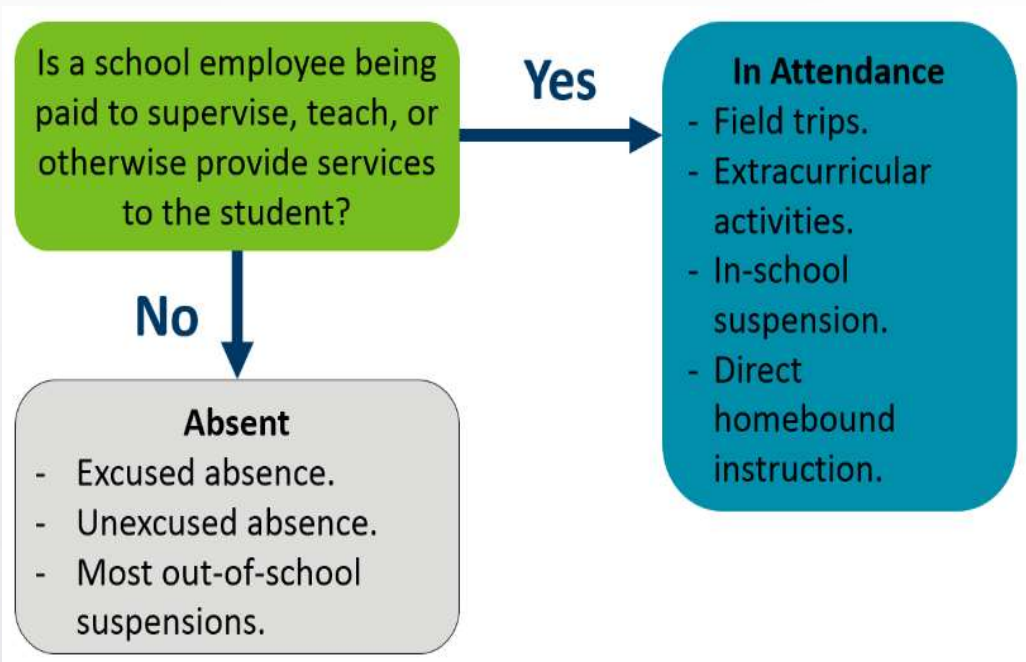 Is a school employee being
paid to supervise, teach, or
otherwise provide services
to the student?
Yes
In Attendance
- Field trips.
- Extracurricular
activities.
- In-school
suspension.
- Direct
homebound
instruction.
No
Absent
- Excused absence.
- Unexcused absence.
- Most out-of-school
suspensions.